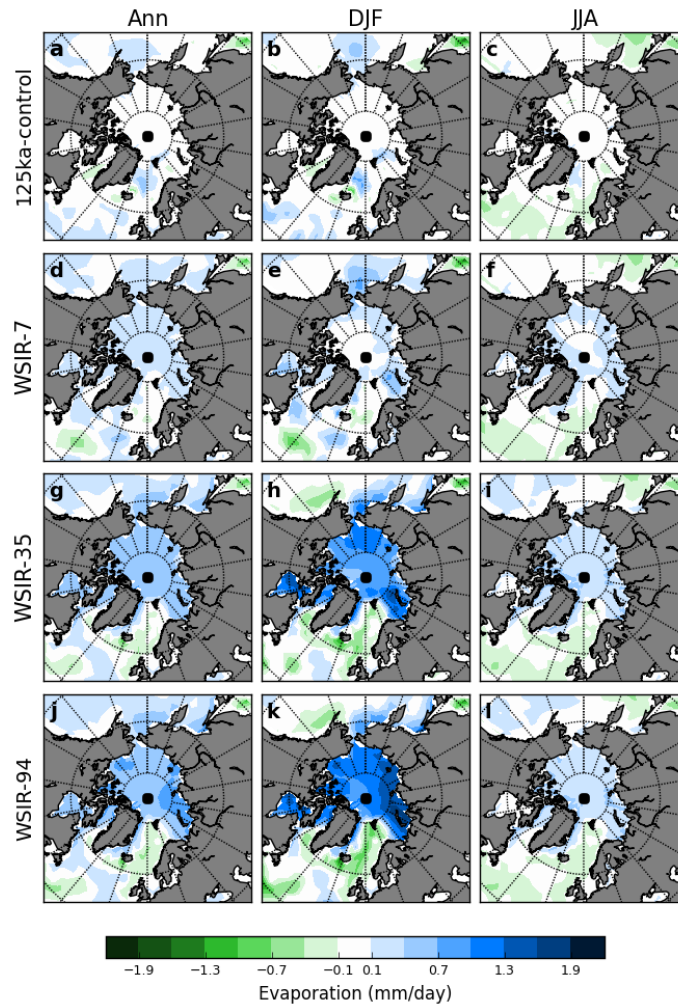 Ann DJF JJA
125ka-control
a b c
WSIR-7
d e f
WSIR-35
g h i
WSIR-94
j k l
−1.9 −1.3 −0.7 −0.1 0.1 0.7 1.3 1.9
Evaporation (mm/day)